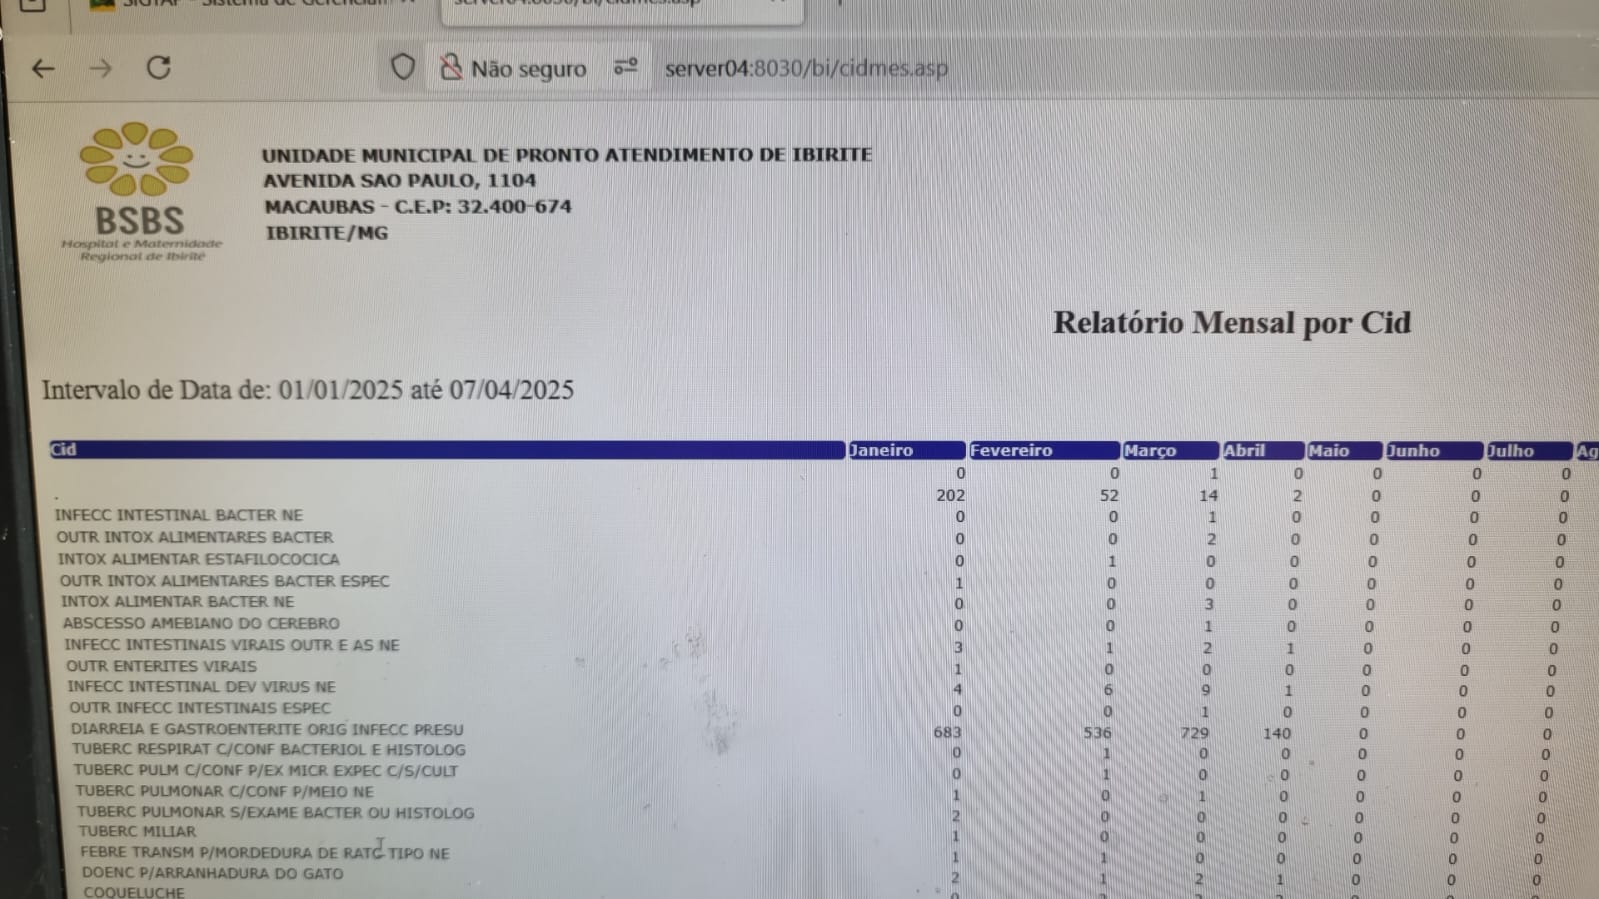 Não seguro server04:8030/bi/cidmes.asp
BSBS
Hospital e Maternidade
Regional de Ibirité
UNIDADE MUNICIPAL DE PRONTO ATENDIMENTO DE IBIRITE
AVENIDA SAO PAULO, 1104
MACAUBAS - C.E.P: 32.400-674
IBIRITE/MG
Relatório Mensal por Cid
Intervalo de Data de: 01/01/2025 até 07/04/2025
Cid Janeiro Fevereiro Março Abril Maio Junho Julho Ag
0 0 1 0 0 0 0
. 202 52 14 2 0 0 0
INFECC INTESTINAL BACTER NE 0 0 1 0 0 0 0
OUTR INTOX ALIMENTARES BACTER 0 0 2 0 0 0 0
INTOX ALIMENTAR ESTAFILOCOCICA 0 1 0 0 0 0 0
OUTR INTOX ALIMENTARES BACTER ESPEC 1 0 0 0 0 0 0
INTOX ALIMENTAR BACTER NE 0 0 3 0 0 0 0
ABSCESSO AMEBIANO DO CEREBRO 0 0 1 0 0 0 0
INFECC INTESTINAIS VIRAIS OUTR E AS NE 3 1 2 1 0 0 0
OUTR ENTERITES VIRAIS 1 0 0 0 0 0 0
INFECC INTESTINAL DEV VIRUS NE 4 6 9 1 0 0 0
OUTR INFECC INTESTINAIS ESPEC 0 0 1 0 0 0 0
DIARREIA E GASTROENTERITE ORIG INFECC PRESU 683 536 729 140 0 0 0
TUBERC RESPIRAT C/CONF BACTERIOL E HISTOLOG 0 1 0 0 0 0 0
TUBERC PULM C/CONF P/EX MICR EXPEC C/S/CULT 0 1 0 0 0 0 0
TUBERC PULMONAR C/CONF P/MEIO NE 1 0 1 0 0 0 0
TUBERC PULMONAR S/EXAME BACTER OU HISTOLOG 2 0 0 0 0 0 0
TUBERC MILIAR 1 0 0 0 0 0 0
FEBRE TRANSM P/MORDEDURA DE RATO TIPO NE 1 1 0 0 0 0 0
DOENC P/ARRANHADURA DO GATO 2 1 2 1 0 0 0
COQUELUCHE